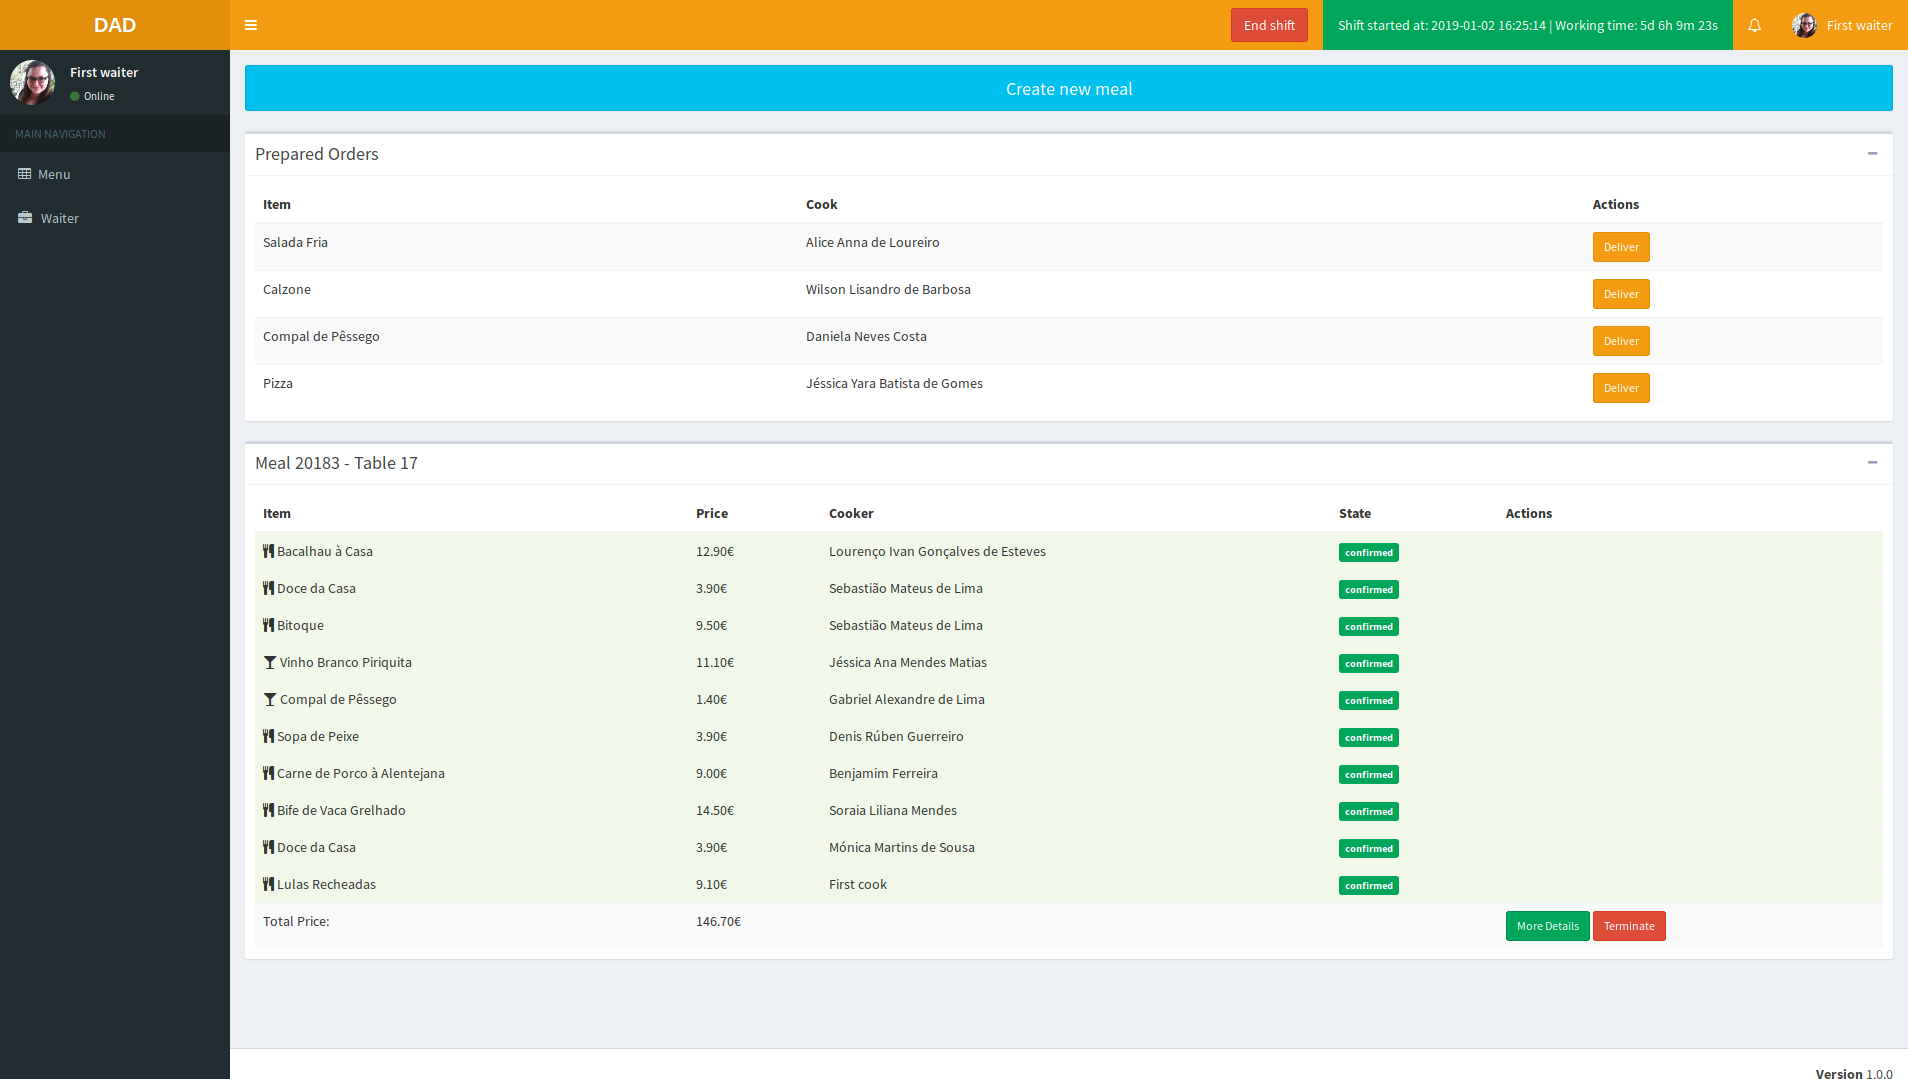 DAD
End shift
Shift started at: 2019-01-02 16:25:14 | Working time: 5d 6h 9m 23s
First waiter
First waiter
Online
MAIN NAVIGATION
Menu
Waiter
Create new meal
Prepared Orders
Item Cook Actions
Salada Fria Alice Anna de Loureiro Deliver
Calzone Wilson Lisandro de Barbosa Deliver
Compal de Pêssego Daniela Neves Costa Deliver
Pizza Jéssica Yara Batista de Gomes Deliver
Meal 20183 - Table 17
Item Price Cooker State Actions
Bacalhau à Casa 12.90€ Lourenço Ivan Gonçalves de Esteves confirmed
Doce da Casa 3.90€ Sebastião Mateus de Lima confirmed
Bitoque 9.50€ Sebastião Mateus de Lima confirmed
Vinho Branco Piriquita 11.10€ Jéssica Ana Mendes Matias confirmed
Compal de Pêssego 1.40€ Gabriel Alexandre de Lima confirmed
Sopa de Peixe 3.90€ Denis Rúben Guerreiro confirmed
Carne de Porco à Alentejana 9.00€ Benjamim Ferreira confirmed
Bife de Vaca Grelhado 14.50€ Soraia Liliana Mendes confirmed
Doce da Casa 3.90€ Mónica Martins de Sousa confirmed
Lulas Recheadas 9.10€ First cook confirmed
Total Price: 146.70€ More Details Terminate
Version 1.0.0